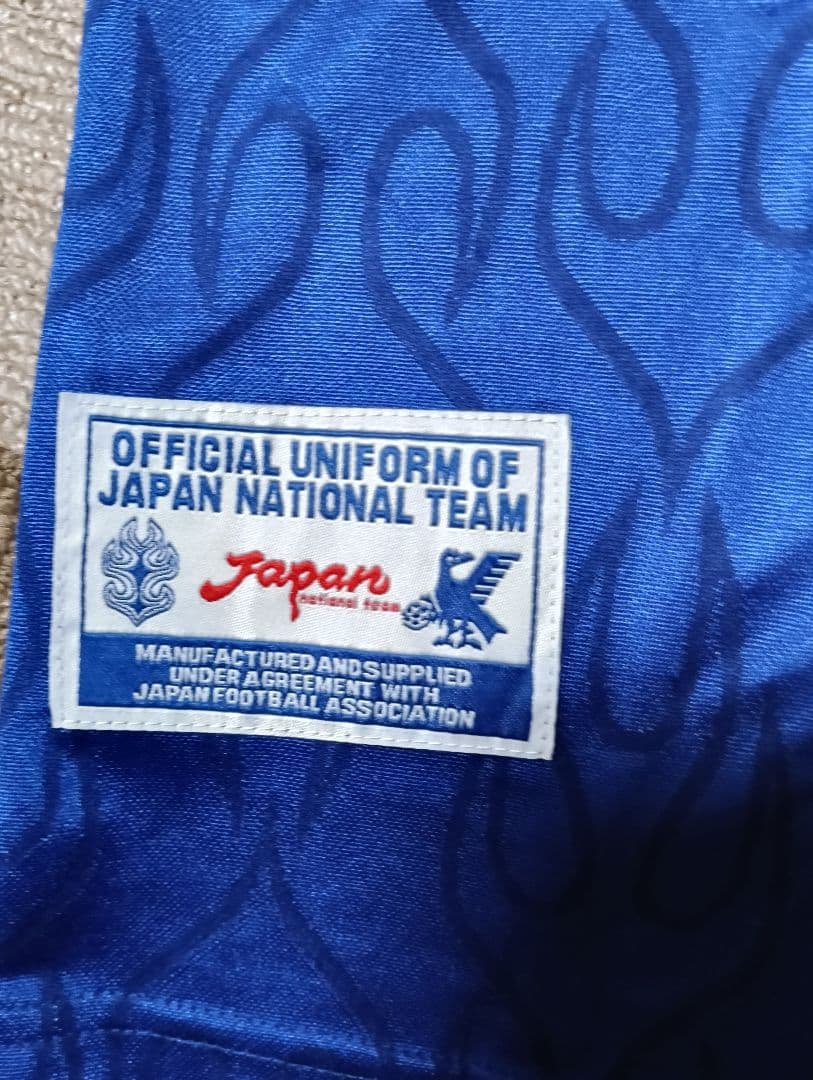 OFFICIAL UNIFORM OF
JAPAN NATIONAL TEAM
Japan
national team
MANUFACTURED AND SUPPLIED
UNDER AGREEMENT WITH
JAPAN FOOTBALL ASSOCIATION